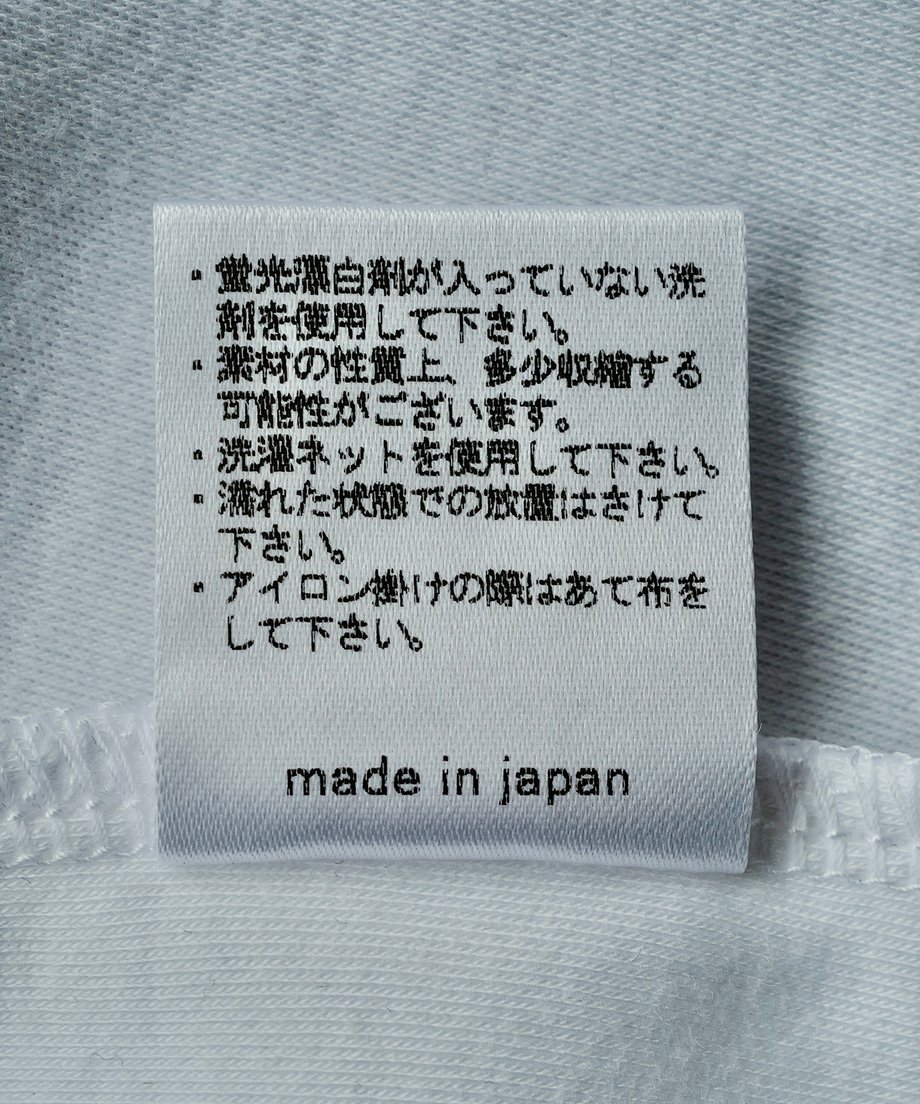 ・蛍光漂白剤が入っていない洗
剤を使用して下さい。
・素材の性質上、多少収縮する
可能性がございます。
・洗濯ネットを使用して下さい。
・濡れた状態での放置はさけて
下さい。
・アイロン掛けの際はあて布を
して下さい。
made in japan